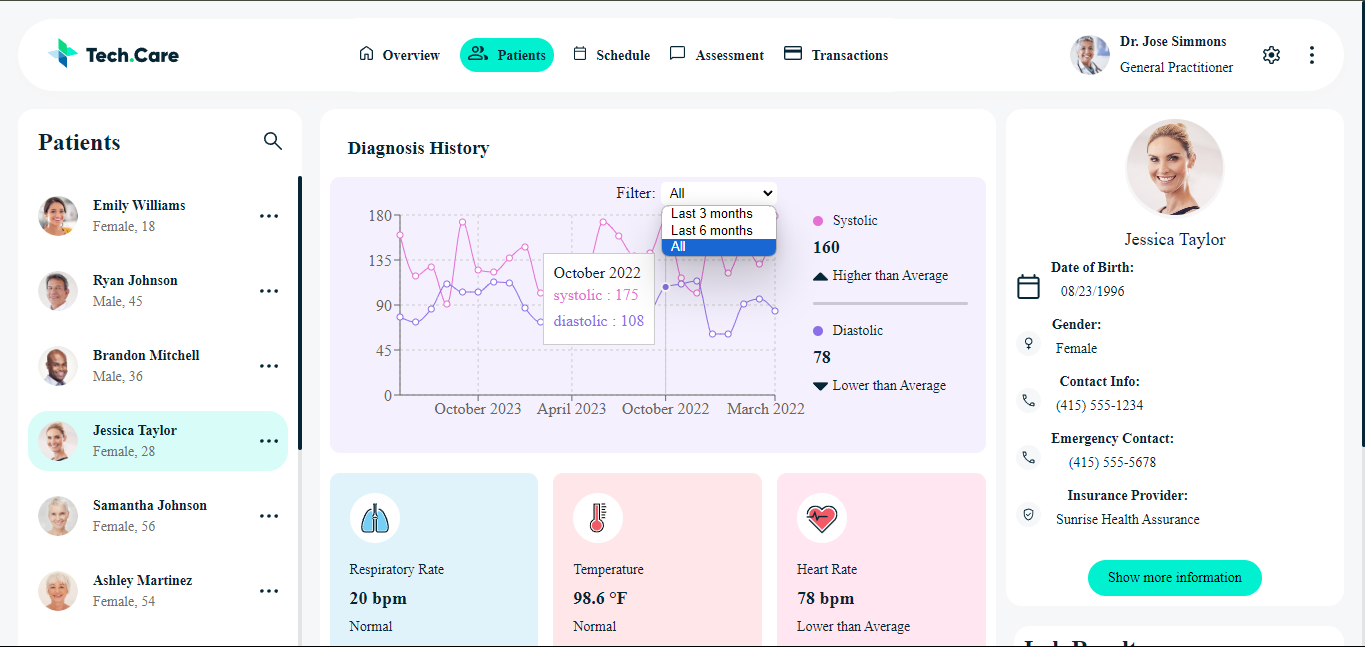 Tech.Care
Overview
Patients
Schedule
Assessment
Transactions
Dr. Jose Simmons
General Practitioner
Patients
Emily Williams
Female, 18
Ryan Johnson
Male, 45
Brandon Mitchell
Male, 36
Jessica Taylor
Female, 28
Samantha Johnson
Female, 56
Ashley Martinez
Female, 54
Diagnosis History
Filter: All
Last 3 months
Last 6 months
All
180
135
90
45
0
October 2022
systolic : 175
diastolic : 108
October 2023 April 2023 October 2022 March 2022
Systolic
160
Higher than Average
Diastolic
78
Lower than Average
Respiratory Rate
20 bpm
Normal
Temperature
98.6 °F
Normal
Heart Rate
78 bpm
Lower than Average
Jessica Taylor
Date of Birth:
08/23/1996
Gender:
Female
Contact Info:
(415) 555-1234
Emergency Contact:
(415) 555-5678
Insurance Provider:
Sunrise Health Assurance
Show more information